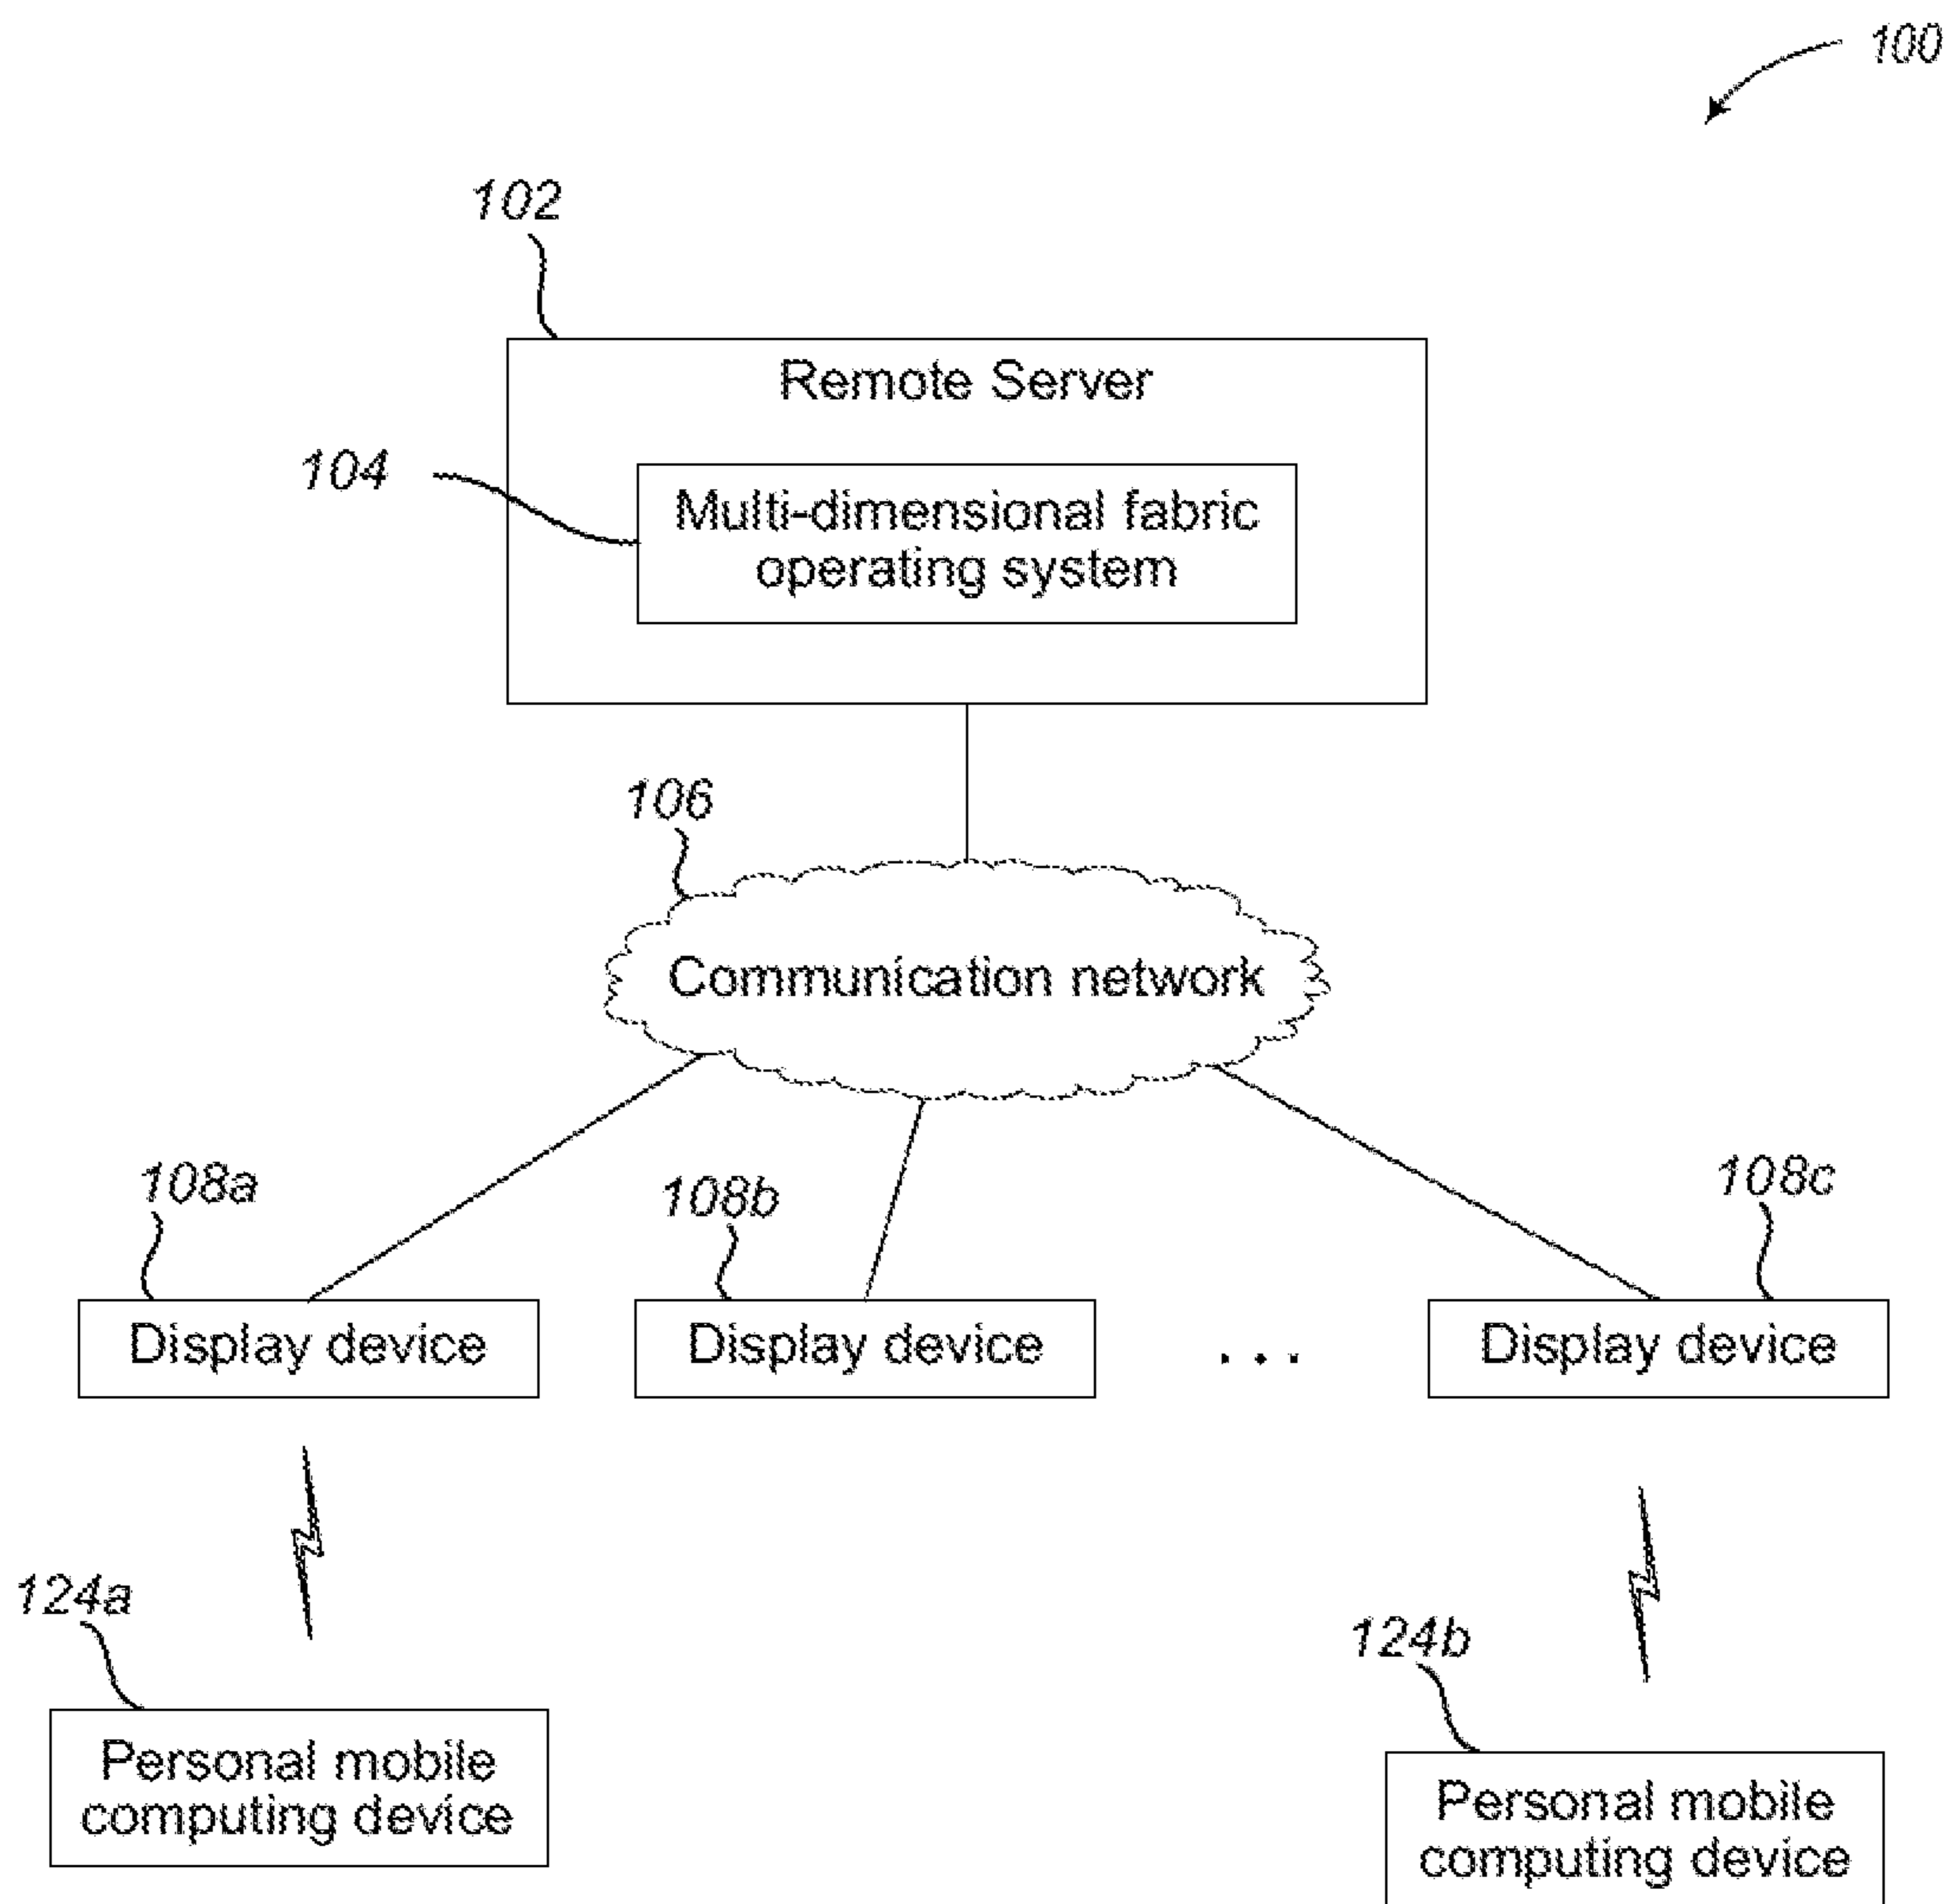 100
102
Remote Server
104
Multi-dimensional fabric
operating system
106
Communication network
108a
108b
108c
Display device
Display device
. . .
Display device
124a
124b
Personal mobile
computing device
Personal mobile
computing device